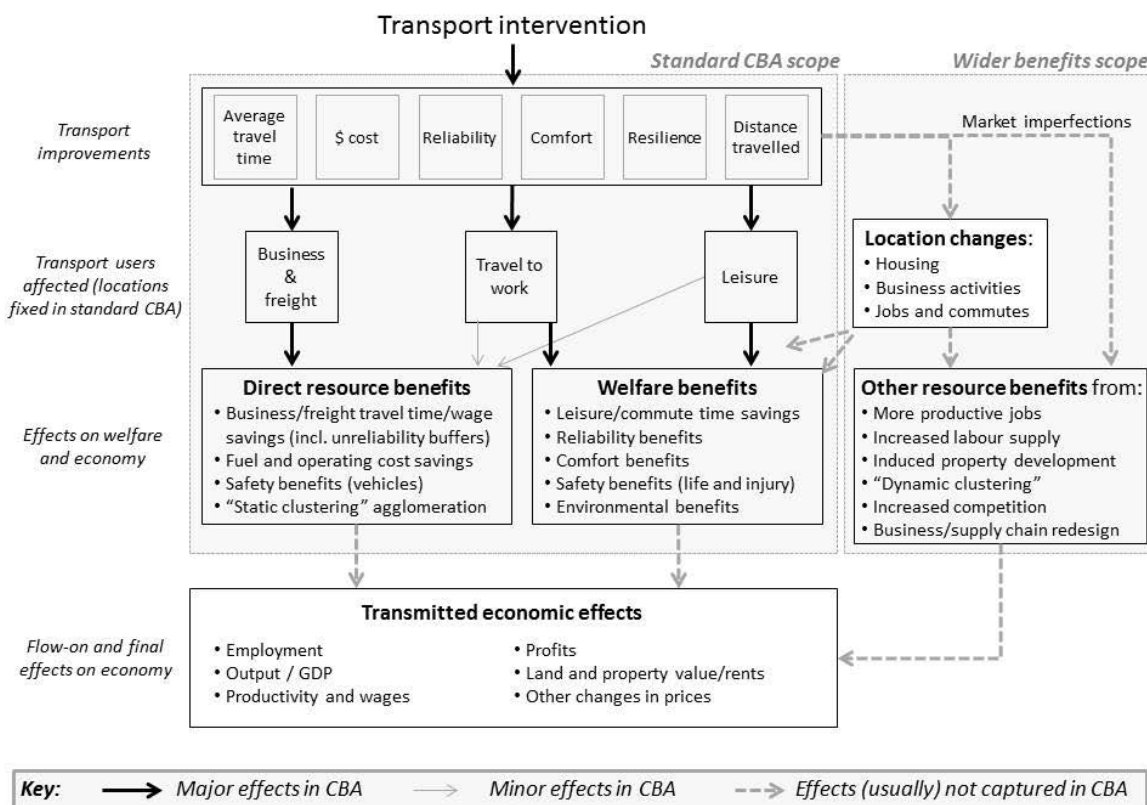 Transport intervention
Standard CBA scope
Wider benefits scope
Transport
improvements
Average
travel
time
$ cost
Reliability
Comfort
Resilience
Distance
travelled
Market imperfections
Transport users
affected (locations
fixed in standard CBA)
Business
&
freight
Travel to
work
Leisure
Location changes:
• Housing
• Business activities
• Jobs and commutes
Effects on welfare
and economy
Direct resource benefits
• Business/freight travel time/wage
savings (incl. unreliability buffers)
• Fuel and operating cost savings
• Safety benefits (vehicles)
• “Static clustering” agglomeration
Welfare benefits
• Leisure/commute time savings
• Reliability benefits
• Comfort benefits
• Safety benefits (life and injury)
• Environmental benefits
Other resource benefits from:
• More productive jobs
• Increased labour supply
• Induced property development
• “Dynamic clustering”
• Increased competition
• Business/supply chain redesign
Flow-on and final
effects on economy
Transmitted economic effects
• Employment
• Output / GDP
• Productivity and wages
• Profits
• Land and property value/rents
• Other changes in prices
Key:
Major effects in CBA
Minor effects in CBA
Effects (usually) not captured in CBA